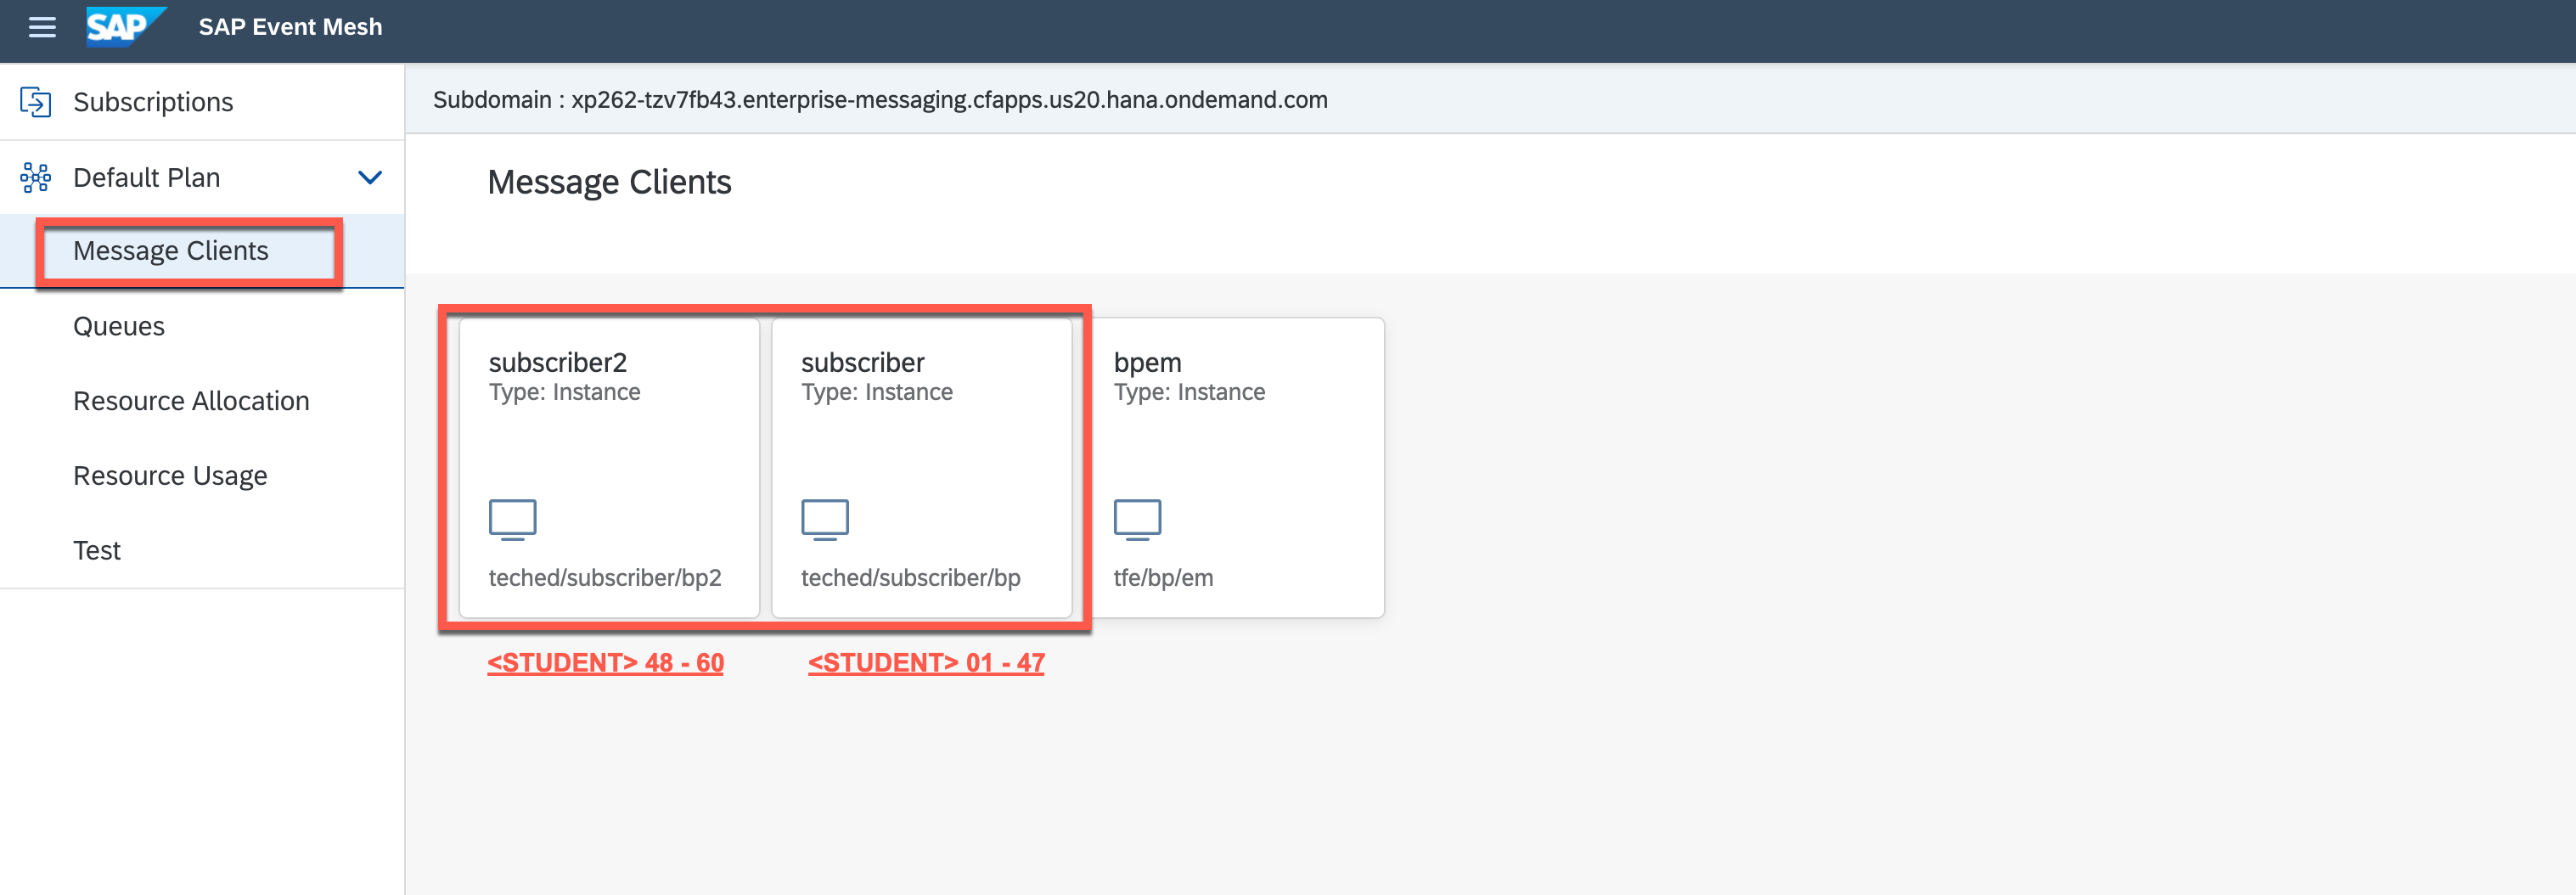 SAP SAP Event Mesh
Subscriptions
Default Plan
Message Clients
Queues
Resource Allocation
Resource Usage
Test
Subdomain : xp262-tzv7fb43.enterprise-messaging.cfapps.us20.hana.ondemand.com
Message Clients
subscriber2
Type: Instance
teched/subscriber/bp2
subscriber
Type: Instance
teched/subscriber/bp
bpem
Type: Instance
tfe/bp/em
<STUDENT> 48 - 60
<STUDENT> 01 - 47